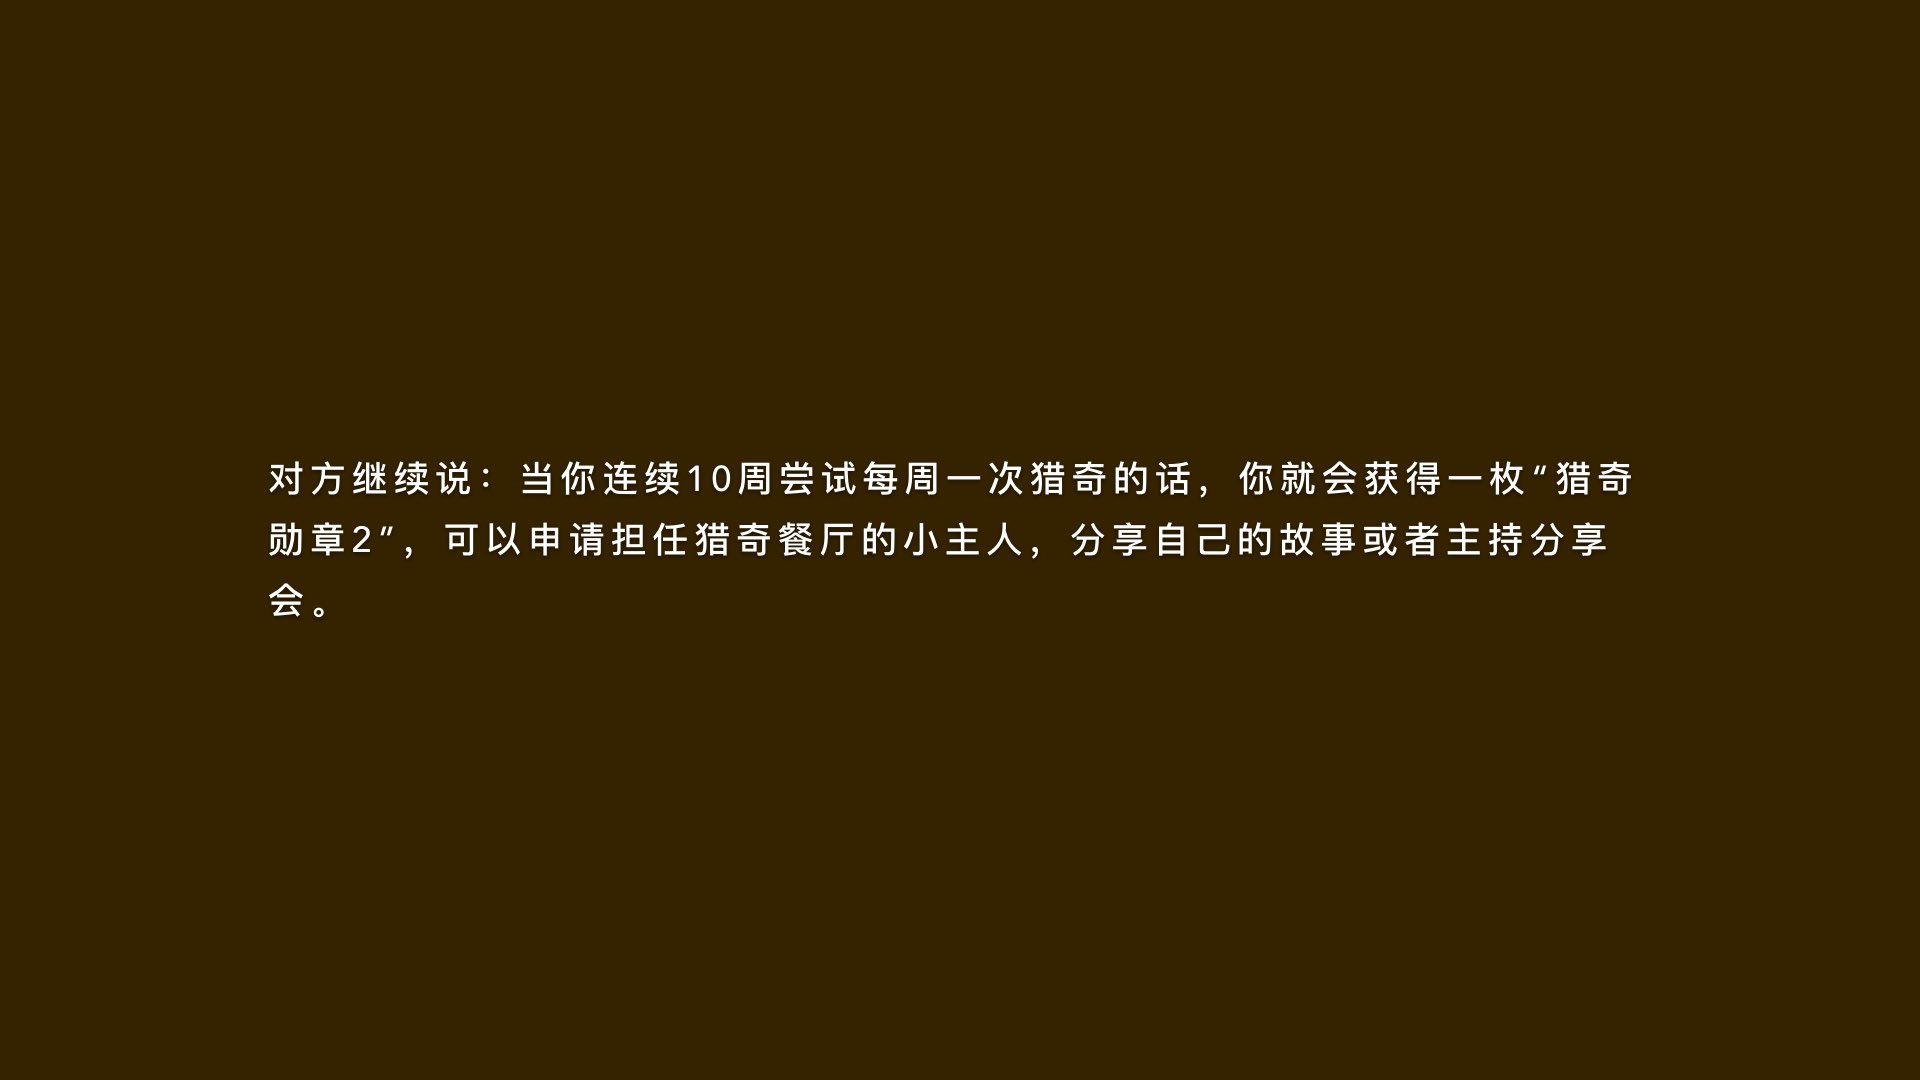 对方继续说：当你连续10周尝试每周一次猎奇的话，你就会获得一枚“猎奇
勋章2”，可以申请担任猎奇餐厅的小主人，分享自己的故事或者主持分享
会。